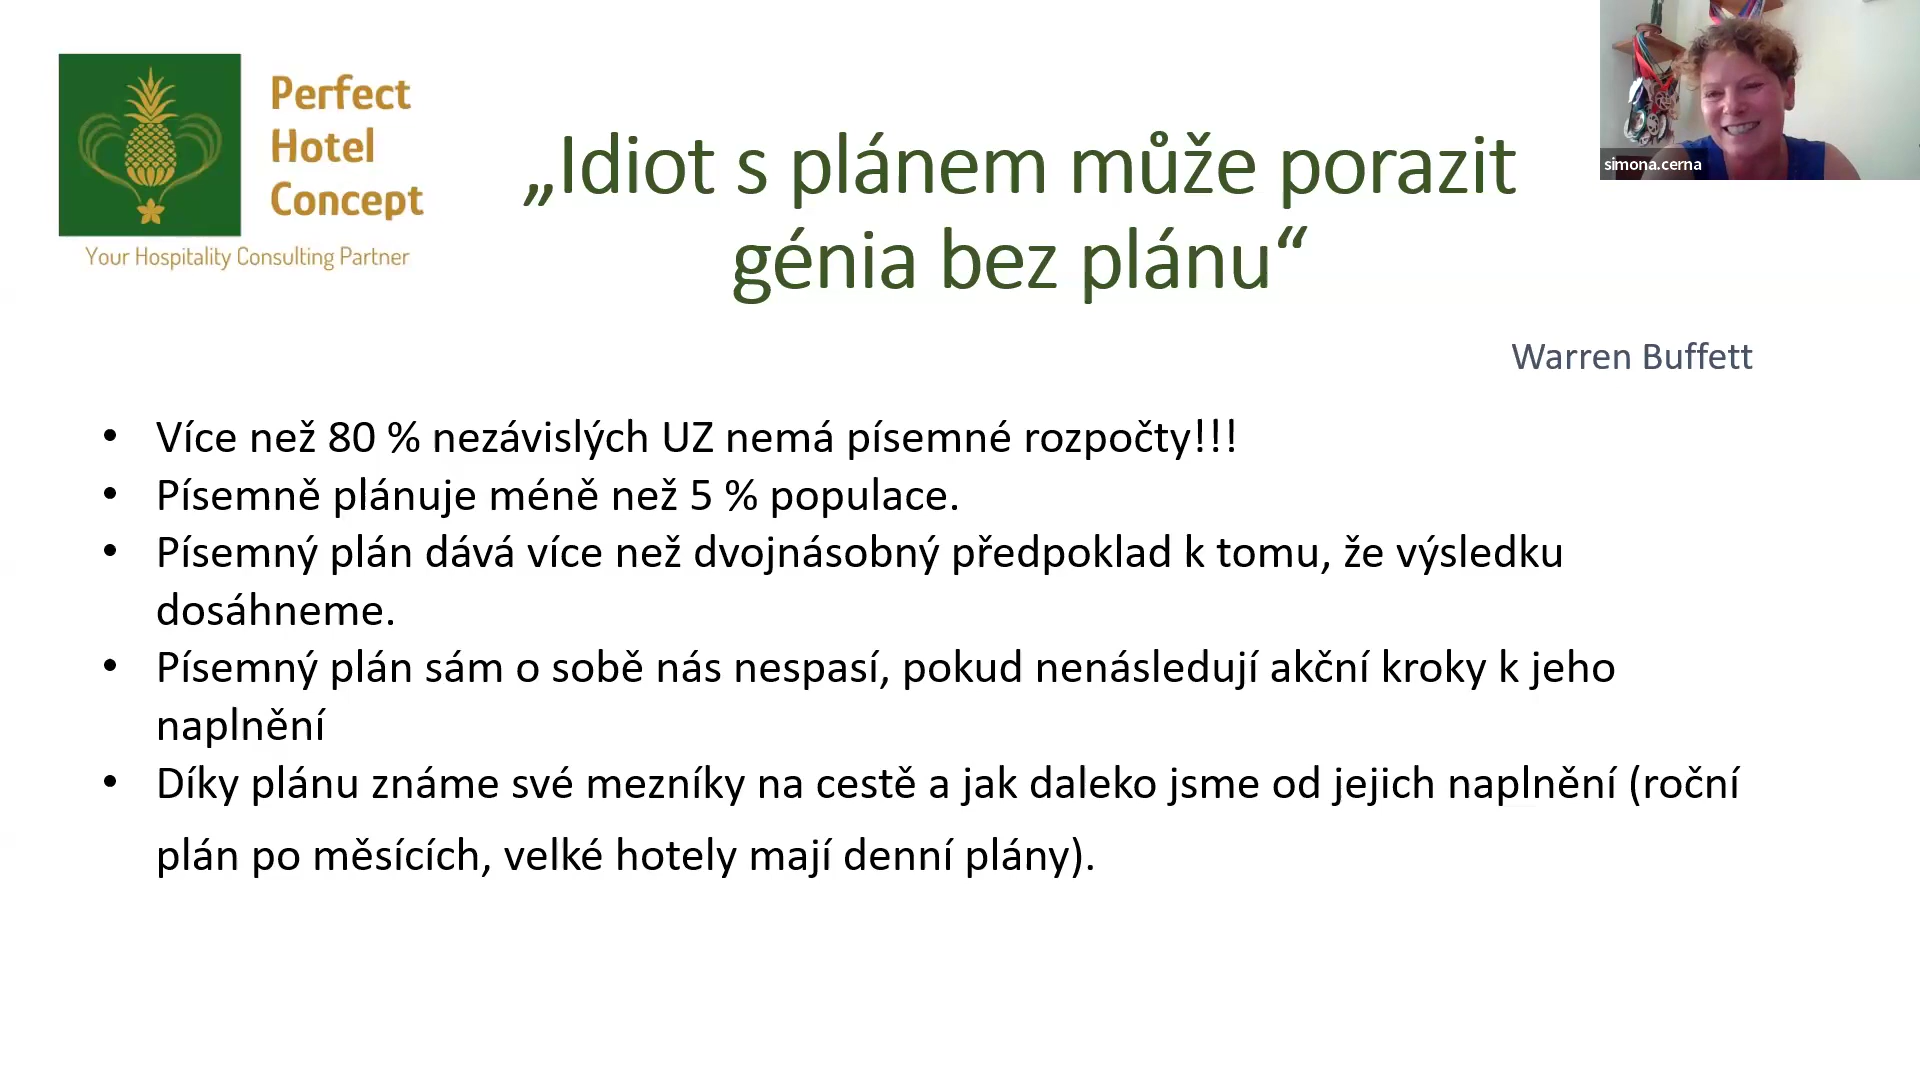 Perfect
Hotel
Concept
Your Hospitality Consulting Partner
simona.cerna
„Idiot s plánem může porazit
génia bez plánu“
Warren Buffett
• Více než 80 % nezávislých UZ nemá písemné rozpočty!!!
• Písemně plánuje méně než 5 % populace.
• Písemný plán dává více než dvojnásobný předpoklad k tomu, že výsledku
dosáhneme.
• Písemný plán sám o sobě nás nespasí, pokud nenásledují akční kroky k jeho
naplnění
• Díky plánu známe své mezníky na cestě a jak daleko jsme od jejich naplnění (roční
plán po měsících, velké hotely mají denní plány).